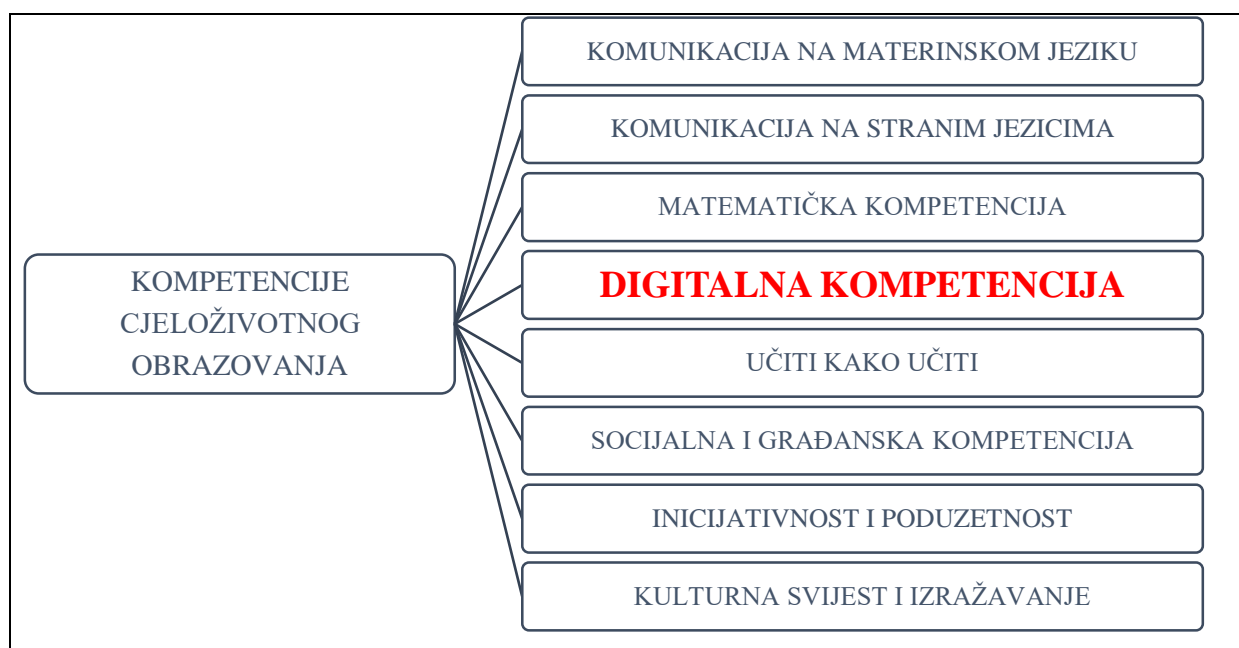 KOMPETENCIJE
CJELOŽIVOTNOG
OBRAZOVANJA
KOMUNIKACIJA NA MATERINSKOM JEZIKU
KOMUNIKACIJA NA STRANIM JEZICIMA
MATEMATIČKA KOMPETENCIJA
DIGITALNA KOMPETENCIJA
UČITI KAKO UČITI
SOCIJALNA I GRAĐANSKA KOMPETENCIJA
INICIJATIVNOST I PODUZETNOST
KULTURNA SVIJEST I IZRAŽAVANJE